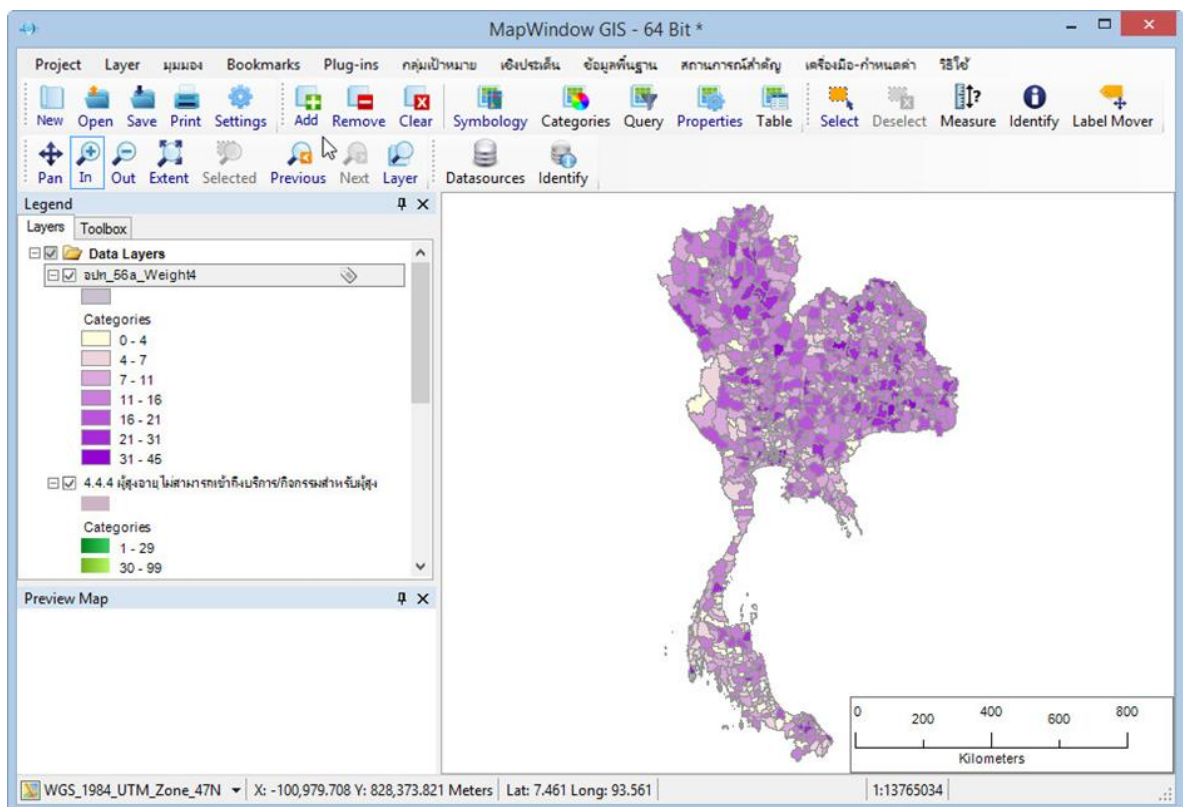 MapWindow GIS - 64 Bit *
Project Layer มุมมอง Bookmarks Plug-ins กลุ่มเป้าหมาย เชิงประเด็น ข้อมูลพื้นฐาน สถานการณ์สำคัญ เครื่องมือ-กำหนดค่า วิธีใช้
New Open Save Print Settings Add Remove Clear Symbology Categories Query Properties Table Select Deselect Measure Identify Label Mover
Pan In Out Extent Selected Previous Next Layer Datasources Identify
Legend
Layers Toolbox
Data Layers
อปท_56a_Weight4
Categories
0 - 4
4 - 7
7 - 11
11 - 16
16 - 21
21 - 31
31 - 45
4.4.4 ผู้สูงอายุไม่สามารถเข้าถึงบริการ/กิจกรรมสำหรับผู้สูง
Categories
1 - 29
30 - 99
Preview Map
0 200 400 600 800
Kilometers
WGS_1984_UTM_Zone_47N X: -100,979.708 Y: 828,373.821 Meters Lat: 7.461 Long: 93.561 1:13765034